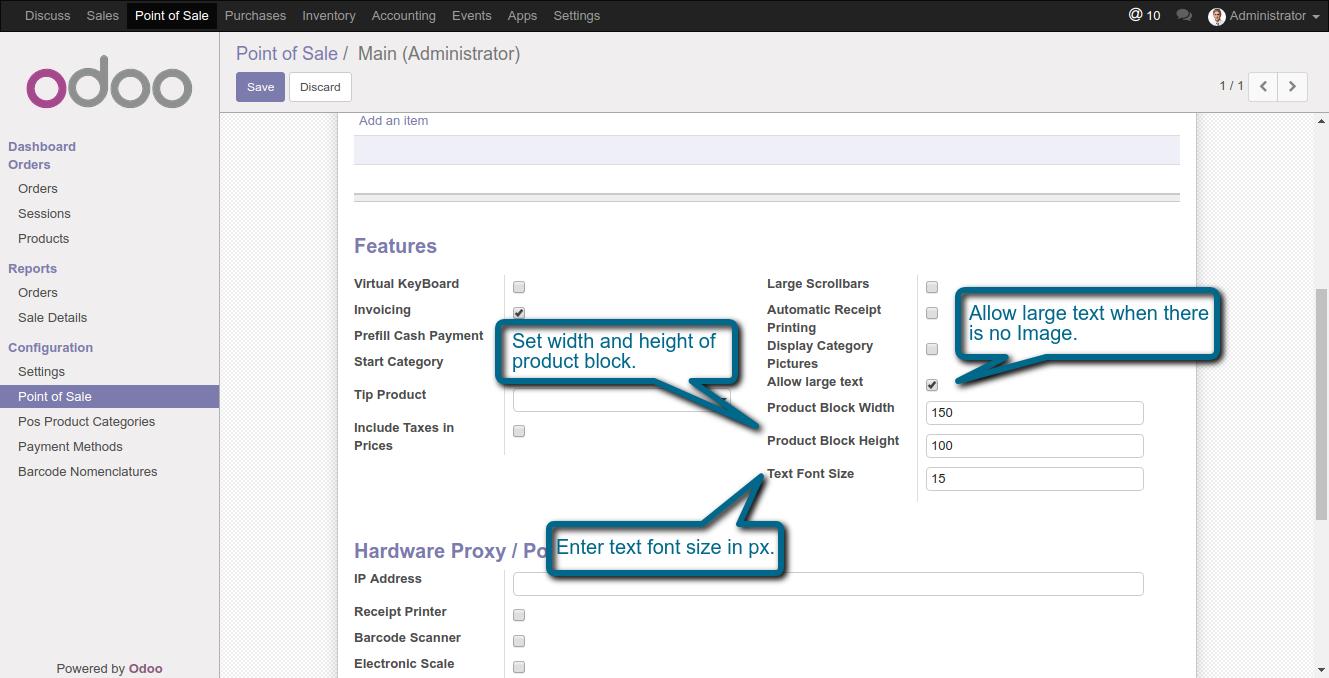 Discuss Sales Point of Sale Purchases Inventory Accounting Events Apps Settings @ 10 Administrator
odoo
Point of Sale / Main (Administrator)
Save Discard 1 / 1
Dashboard
Orders
Orders
Sessions
Products
Reports
Orders
Sale Details
Configuration
Settings
Point of Sale
Pos Product Categories
Payment Methods
Barcode Nomenclatures
Powered by Odoo
Add an item
Features
Virtual KeyBoard
Invoicing
Prefill Cash Payment
Start Category
Tip Product
Include Taxes in
Prices
Set width and height of
product block.
Large Scrollbars
Automatic Receipt
Printing
Display Category
Pictures
Allow large text
Product Block Width 150
Product Block Height 100
Text Font Size 15
Allow large text when there
is no Image.
Enter text font size in px.
Hardware Proxy / Po
IP Address
Receipt Printer
Barcode Scanner
Electronic Scale